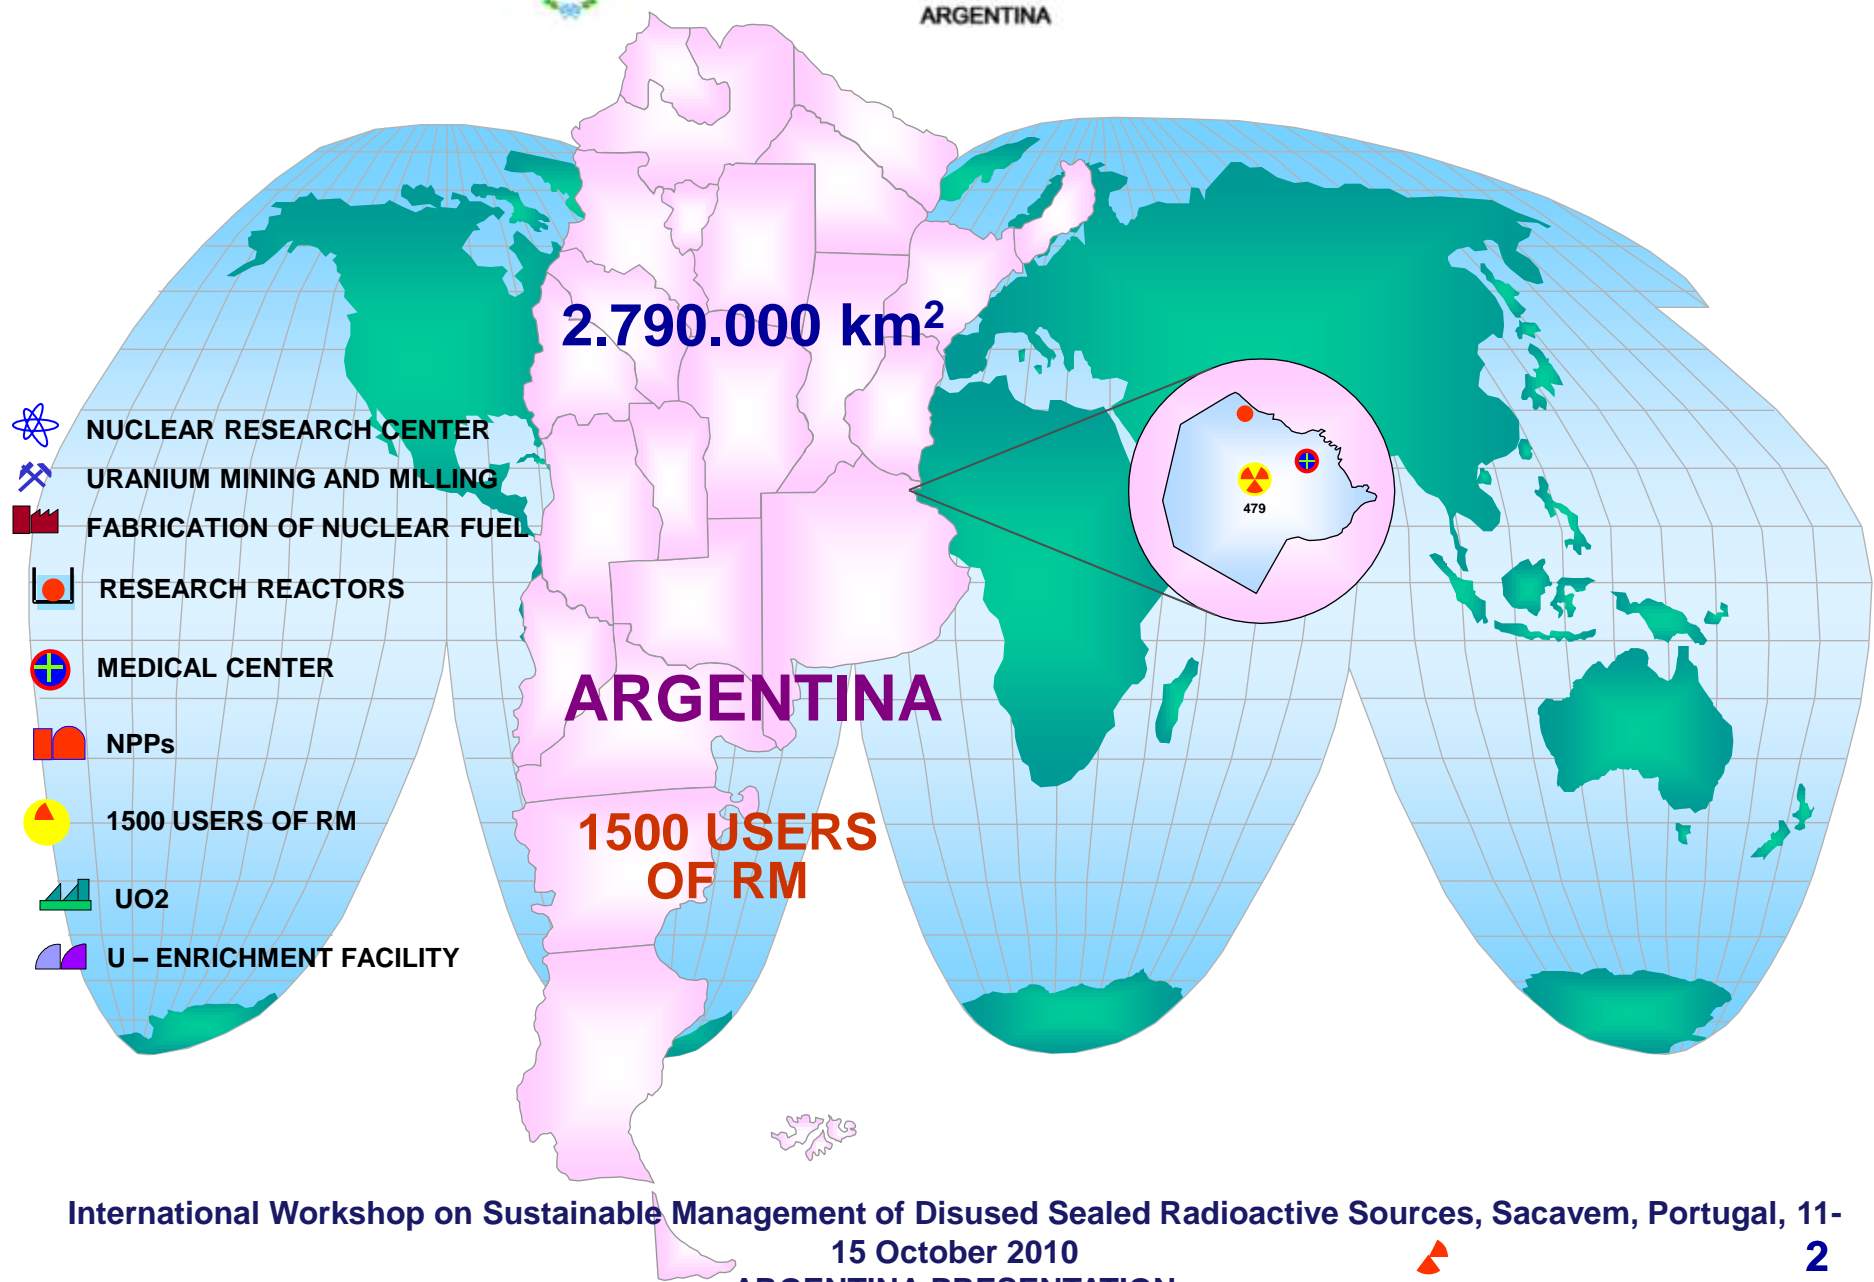 ARGENTINA
2.790.000 km²
NUCLEAR RESEARCH CENTER
URANIUM MINING AND MILLING
FABRICATION OF NUCLEAR FUEL
RESEARCH REACTORS
MEDICAL CENTER
NPPs
1500 USERS OF RM
UO2
U – ENRICHMENT FACILITY
479
ARGENTINA
1500 USERS
OF RM
International Workshop on Sustainable Management of Disused Sealed Radioactive Sources, Sacavem, Portugal, 11-
15 October 2010
2
ARGENTINA PRESENTATION